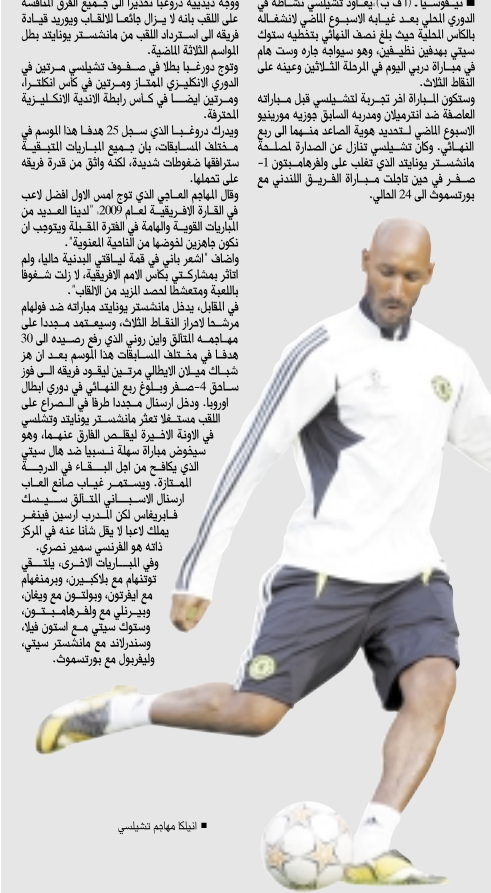 ■ نيقوسيا ـ (ا ف ب):يعاود تشيلسي نشاطه في
الدوري المحلي بعد غيابه الاسبوع الماضي لانشغاله
بالكاس المحلية حيث بلغ نصف النهائي بتخطيه ستوك
سيتي بهدفين نظيفين، وهو سيواجه جاره وست هام
في مباراة دربي اليوم في المرحلة الثلاثين وعينه على
النقاط الثلاث.
وستكون المباراة اخر تجربة لتشيلسي قبل مباراته
العاصفة ضد انترميلان ومدربه السابق جوزيه مورينيو
الاسبوع الماضي لتحديد هوية الصاعد منهما الى ربع
النهائي. وكان تشيلسي تنازل عن الصدارة لمصلحة
مانشستر يونايتد الذي تغلب على ولفرهامبتون 1-
صفر في حين تاجلت مباراة الفريق اللندني مع
بورتسموث الى 24 الحالي.
ووجه ديدييه دروغبا تحذيرا الى جميع الفرق المنافسة
على اللقب بانه لا يزال جائعا للالقاب ويوريد قيادة
فريقه الى استرداد اللقب من مانشستر يونايتد بطل
المواسم الثلاثة الماضية.
وتوج دورغبا بطلا في صفوف تشيلسي مرتين في
الدوري الانكليزي الممتاز ومرتين في كأس انكلترا،
ومرتين ايضا في كأس رابطة الاندية الانكليزية
المحترفة.
ويدرك دروغبا الذي سجل 25 هدفا هذا الموسم في
مختلف المسابقات، بأن جميع المباريات المتبقية
سترافقها ضغوطات شديدة، لكنه واثق من قدرة فريقه
على تحملها.
وقال المهاجم العاجي الذي توج امس الاول افضل لاعب
في القارة الافريقية لعام 2009، "لدينا العديد من
المباريات القوية والهامة في الفترة المقبلة ويتوجب ان
نكون جاهزين لخوضها من الناحية المعنوية".
واضاف "اشعر باني في قمة لياقتي البدنية حاليا، ولم
اتاثر بمشاركتي بكأس الامم الافريقية، لا زلت شغوفا
باللعبة ومتعطشا لحصد المزيد من الالقاب".
في المقابل، يدخل مانشستر يونايتد مباراته ضد فولهام
مرشحا لاحراز النقاط الثلاث، وسيعتمد مجددا على
مهاجمه المتألق واين روني الذي رفع رصيده الى 30
هدفا في مختلف المسابقات هذا الموسم بعد ان هز
شباك ميلان الايطالي مرتين ليقود فريقه الى فوز
ساحق 4-صفر وبلوغ ربع النهائي في دوري ابطال
اوروبا. ودخل ارسنال مجددا طرفا في الصراع على
اللقب مستغلا تعثر مانشستر يونايتد وتشلسي
في الاونة الاخيرة ليقلص الفارق عنهما، وهو
سيخوض مباراة سهلة نسبيا ضد هال سيتي
الذي يكافح من اجل البقاء في الدرجة
الممتازة. ويستمر غياب صانع العاب
ارسنال الاسباني المتألق سيسك
فابريغاس لكن المدرب ارسين فينغر
يملك لاعبا لا يقل شأنا عنه في المركز
ذاته هو الفرنسي سمير نصري.
وفي المباريات الاخرى، يلتقي
توتنهام مع بلاكبيرن، وبرمنغهام
مع ايفرتون، وبولتون مع ويغان،
وبيرنلي مع ولفرهامبتون،
وستوك سيتي مع استون فيلا،
وسندرلاند مع مانشستر سيتي،
وليفربول مع بورتسموث.
■ انيلكا مهاجم تشيلسي